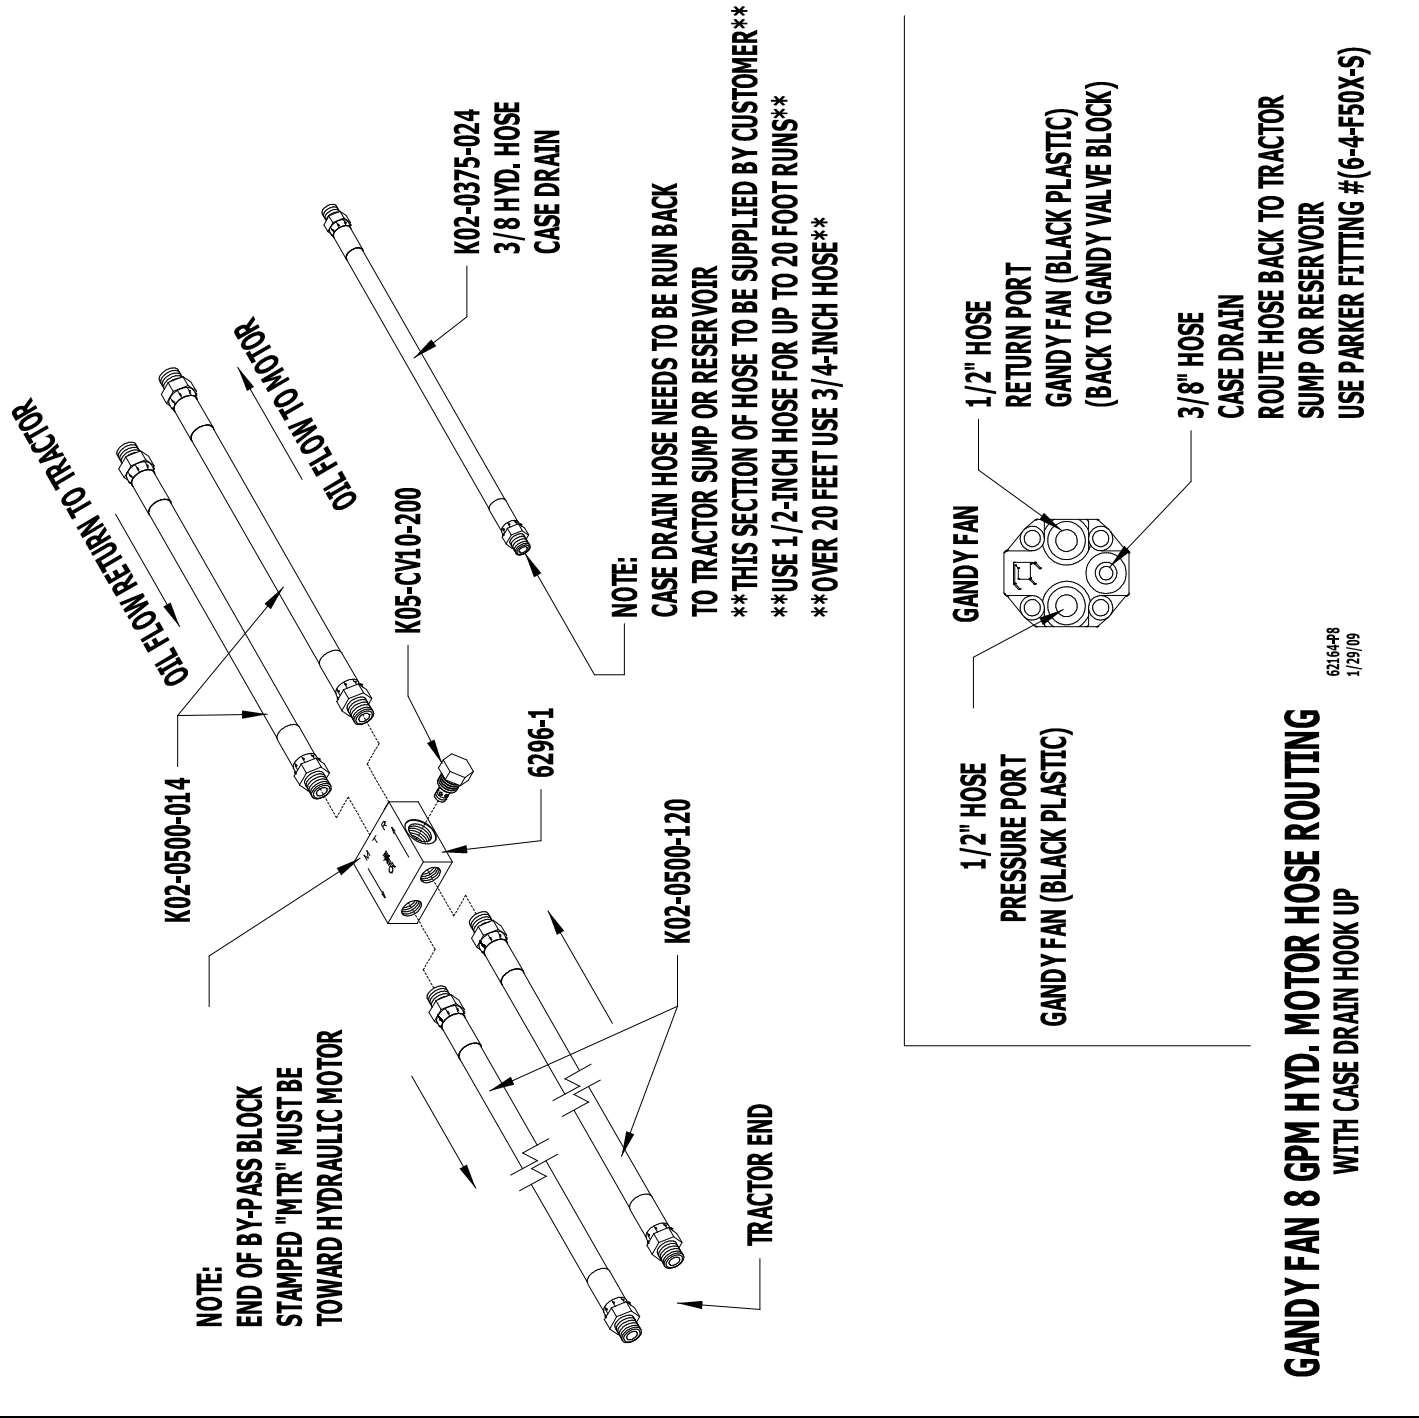 OIL FLOW RETURN TO TRACTOR
OIL FLOW TO MOTOR
K02-0375-024
3/8 HYD. HOSE
CASE DRAIN
K02-0500-014
K05-CV10-200
6296-1
M T R
K02-0500-120
NOTE:
END OF BY-PASS BLOCK
STAMPED "MTR" MUST BE
TOWARD HYDRAULIC MOTOR
NOTE:
CASE DRAIN HOSE NEEDS TO BE RUN BACK
TO TRACTOR SUMP OR RESERVOIR
**THIS SECTION OF HOSE TO BE SUPPLIED BY CUSTOMER**
**USE 1/2-INCH HOSE FOR UP TO 20 FOOT RUNS**
**OVER 20 FEET USE 3/4-INCH HOSE**
TRACTOR END
GANDY FAN
1/2" HOSE
PRESSURE PORT
GANDY FAN (BLACK PLASTIC)
1/2" HOSE
RETURN PORT
GANDY FAN (BLACK PLASTIC)
(BACK TO GANDY VALVE BLOCK)
3/8" HOSE
CASE DRAIN
ROUTE HOSE BACK TO TRACTOR
SUMP OR RESERVOIR
USE PARKER FITTING #(6-4-F50X-S)
GANDY FAN 8 GPM HYD. MOTOR HOSE ROUTING
WITH CASE DRAIN HOOK UP
62164-P8
1/29/09